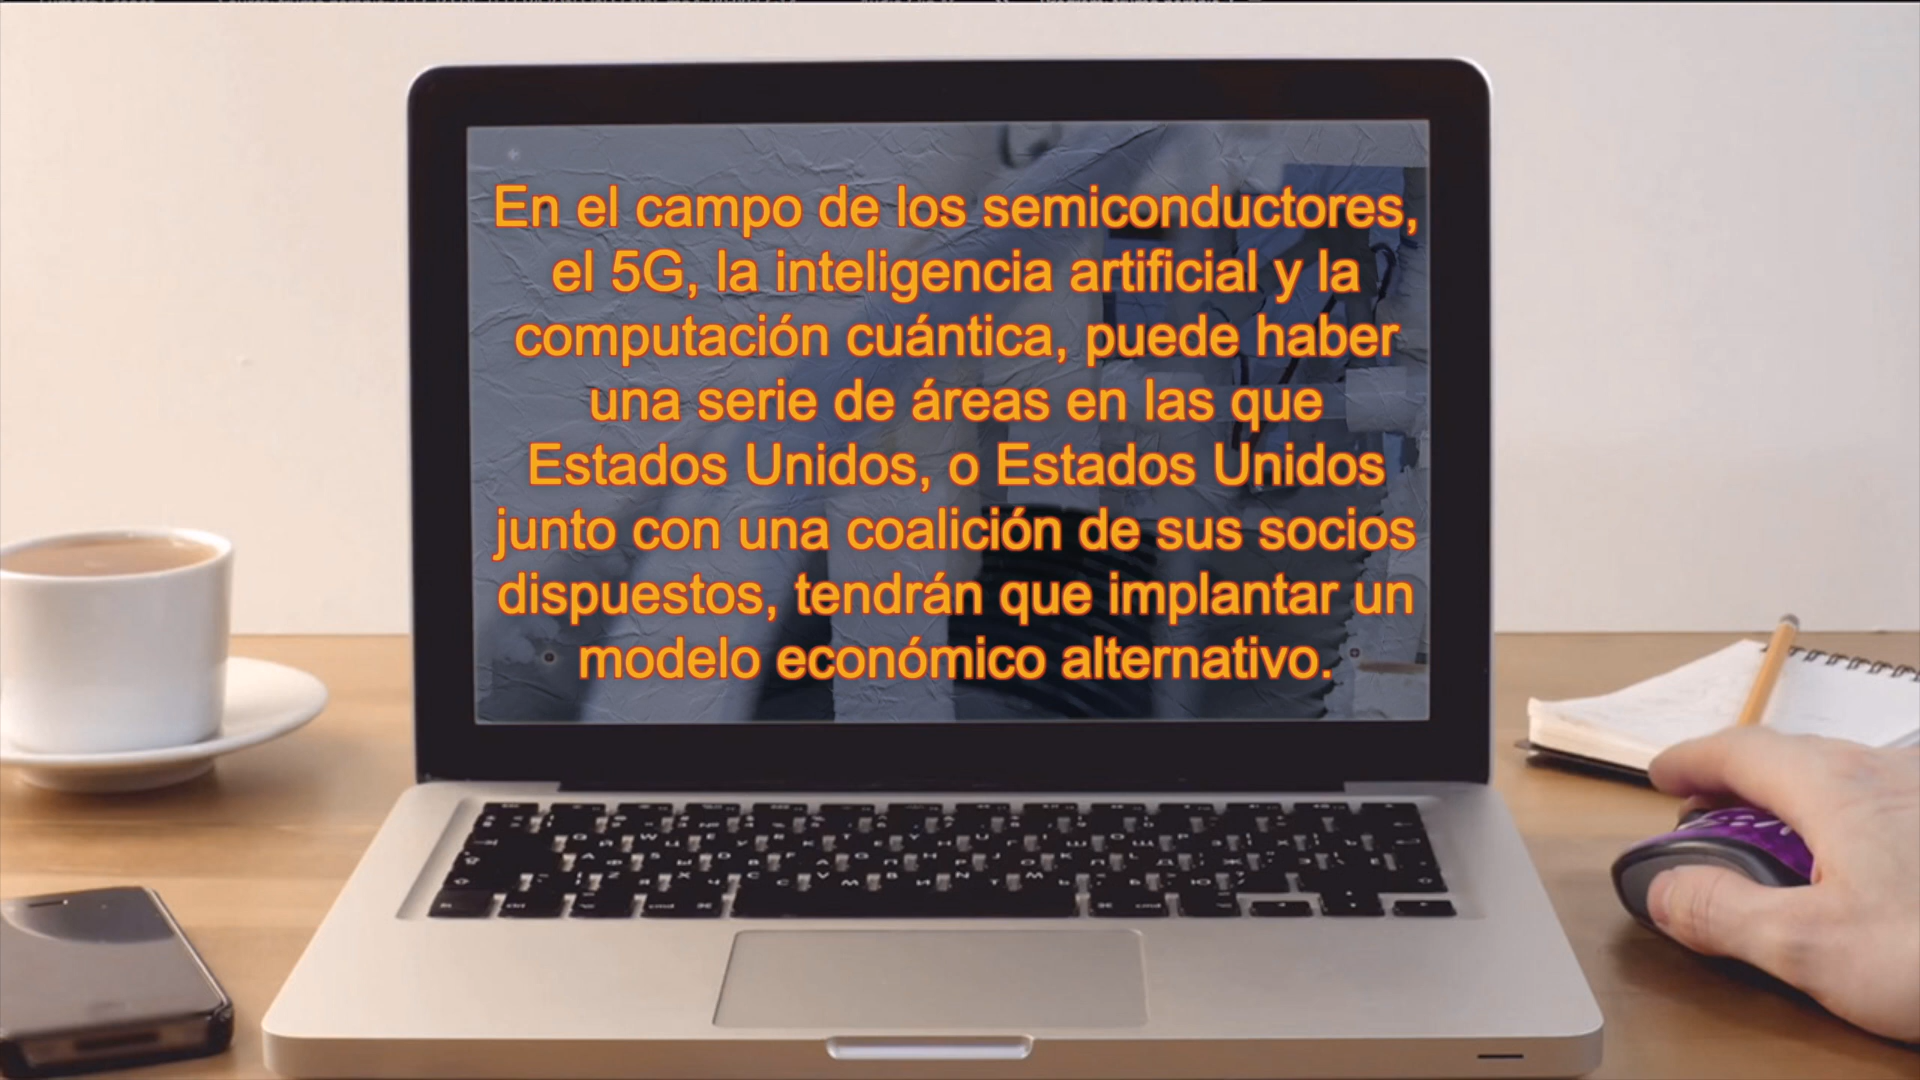 En el campo de los semiconductores,
el 5G, la inteligencia artificial y la
computación cuántica, puede haber
una serie de áreas en las que
Estados Unidos, o Estados Unidos
junto con una coalición de sus socios
dispuestos, tendrán que implantar un
modelo económico alternativo.